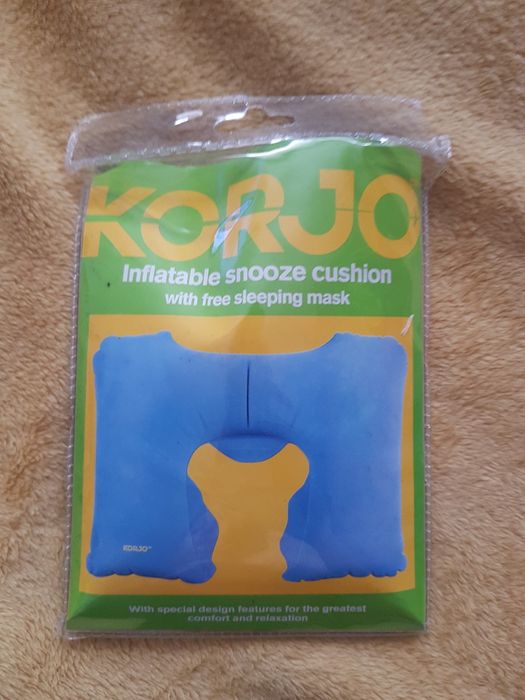 KORJO
Inflatable snooze cushion
with free sleeping mask
KORJO
With special design features for the greatest
comfort and relaxation